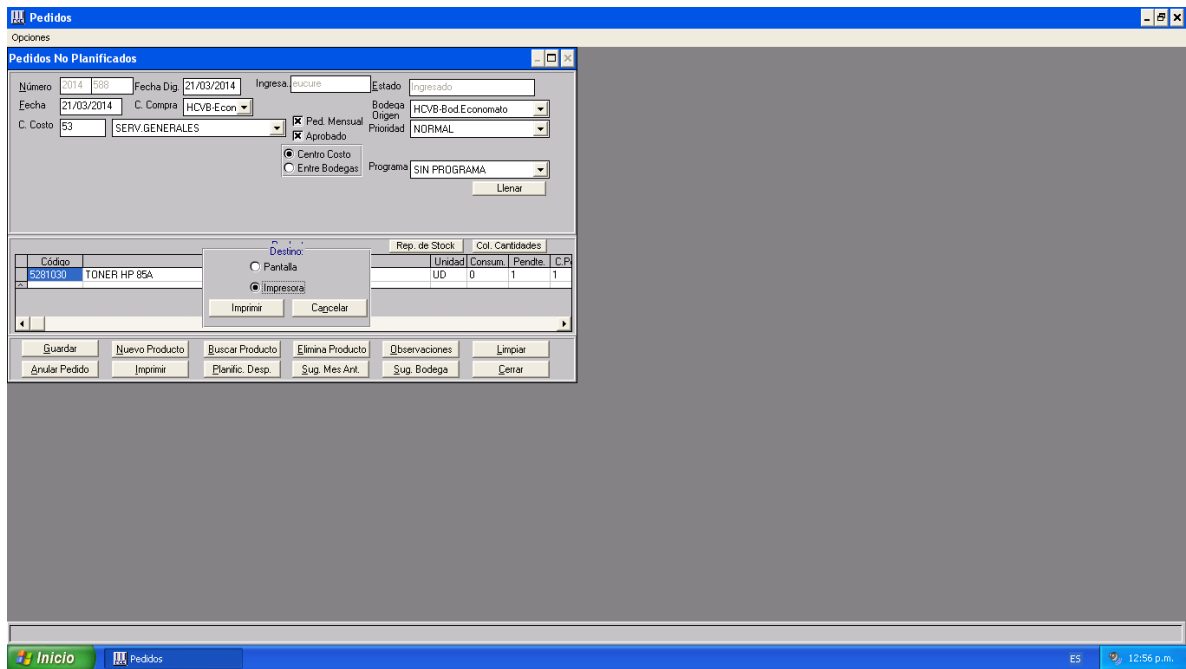 Pedidos
Opciones
Pedidos No Planificados
Número 2014 588 Fecha Dig. 21/03/2014 Ingresa.. eucure Estado Ingresado
Fecha 21/03/2014 C. Compra HCVB-Econ Bodega Origen HCVB-Bod.Economato
C. Costo 53 SERV.GENERALES Ped. Mensual Prioridad NORMAL
Aprobado
Centro Costo
Entre Bodegas Programa SIN PROGRAMA
Llenar
Rep. de Stock Col. Cantidades
Destino:
Código Unidad Consum. Pendte.
5281030 TONER HP 85A UD 0 1 1
Pantalla
Impresora
Imprimir Cancelar
Guardar Nuevo Producto Buscar Producto Elimina Producto Observaciones Limpiar
Anular Pedido Imprimir Planific. Desp. Sug. Mes Ant. Sug. Bodega Cerrar
Inicio Pedidos ES 12:56 p.m.